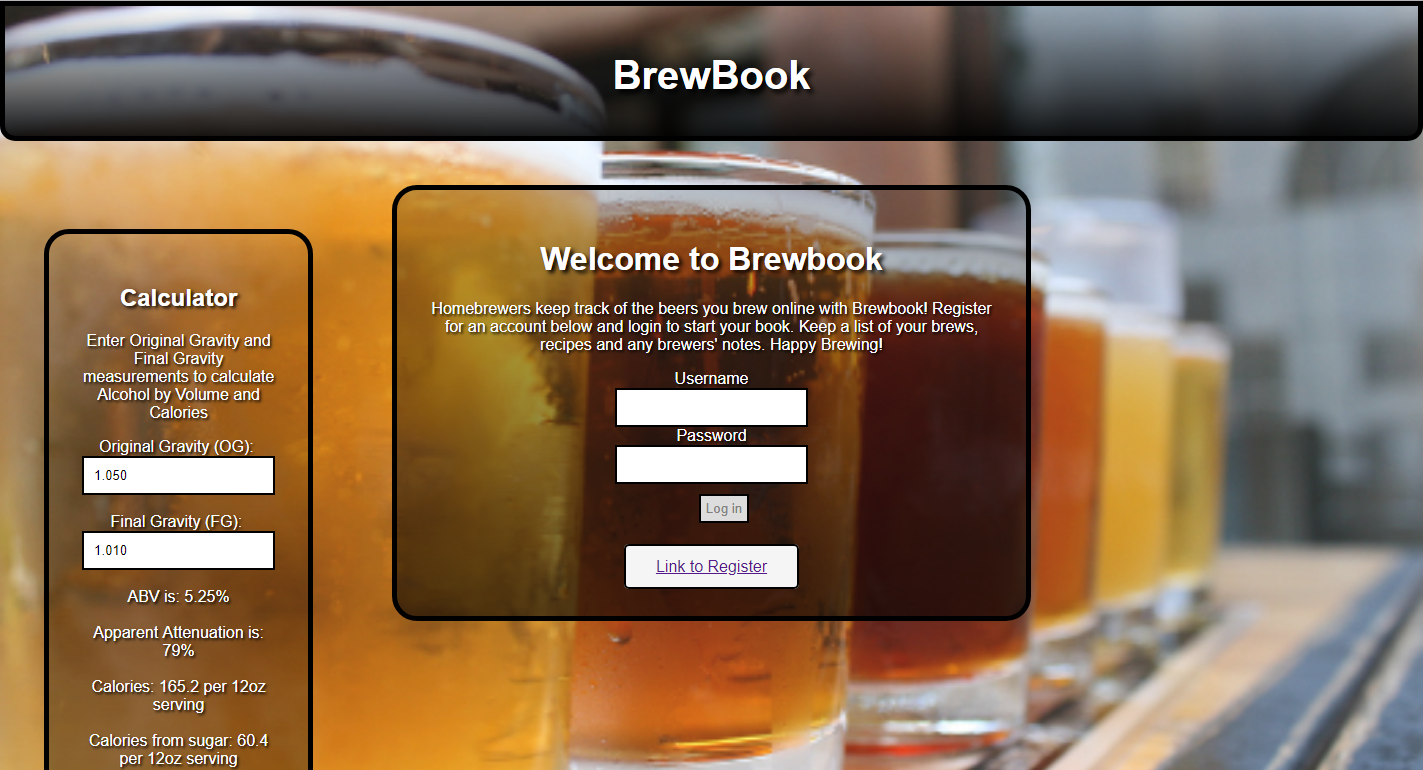 BrewBook
Calculator
Enter Original Gravity and
Final Gravity
measurements to calculate
Alcohol by Volume and
Calories
Original Gravity (OG):
1.050
Final Gravity (FG):
1.010
ABV is: 5.25%
Apparent Attenuation is:
79%
Calories: 165.2 per 12oz
serving
Calories from sugar: 60.4
per 12oz serving
Welcome to Brewbook
Homebrewers keep track of the beers you brew online with Brewbook! Register
for an account below and login to start your book. Keep a list of your brews,
recipes and any brewers' notes. Happy Brewing!
Username
Password
Log in
Link to Register